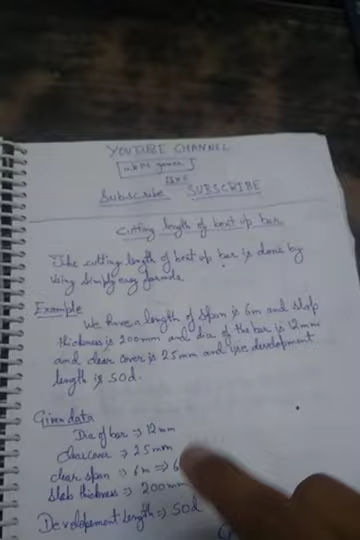 YOUTUBE CHANNEL
LIKE
Subscribe SUBSCRIBE
Cutting length of bent up bar
The cutting length of bent up bar is done by
using simply easy formula
Example
We have a length of span is 6m and slab
thickness is 200mm and dia of the bar is 12mm
and clear cover is 25mm and use development
length is 50d.
Given data
Dia of bar ⇒ 12mm
clear cover ⇒ 25mm
clear span ⇒ 6m ⇒ 6
slab thickness ⇒ 200mm
Development length ⇒ 50d